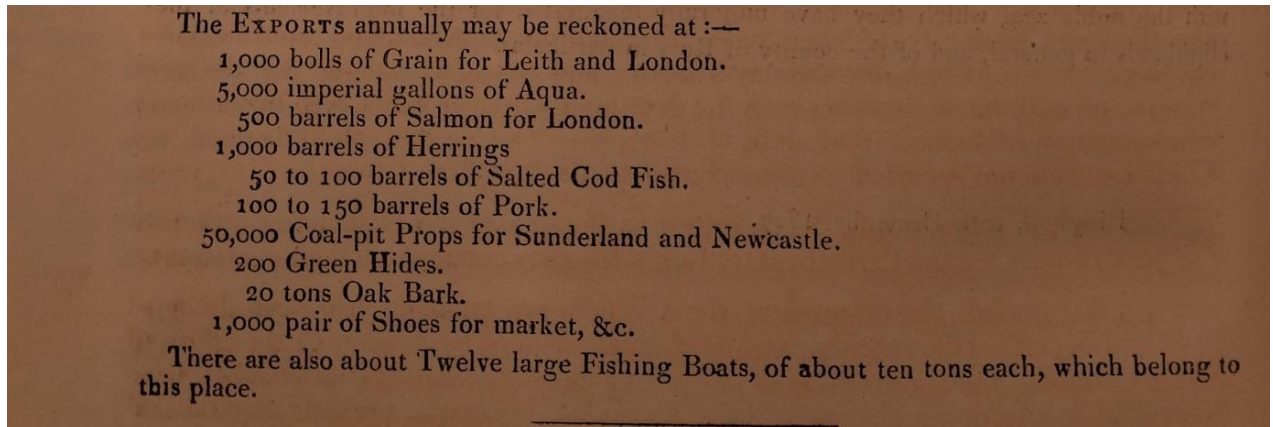 The EXPORTS annually may be reckoned at :—
1,000 bolls of Grain for Leith and London.
5,000 imperial gallons of Aqua.
500 barrels of Salmon for London.
1,000 barrels of Herrings
50 to 100 barrels of Salted Cod Fish.
100 to 150 barrels of Pork.
50,000 Coal-pit Props for Sunderland and Newcastle.
200 Green Hides.
20 tons Oak Bark.
1,000 pair of Shoes for market, &c.
There are also about Twelve large Fishing Boats, of about ten tons each, which belong to
this place.